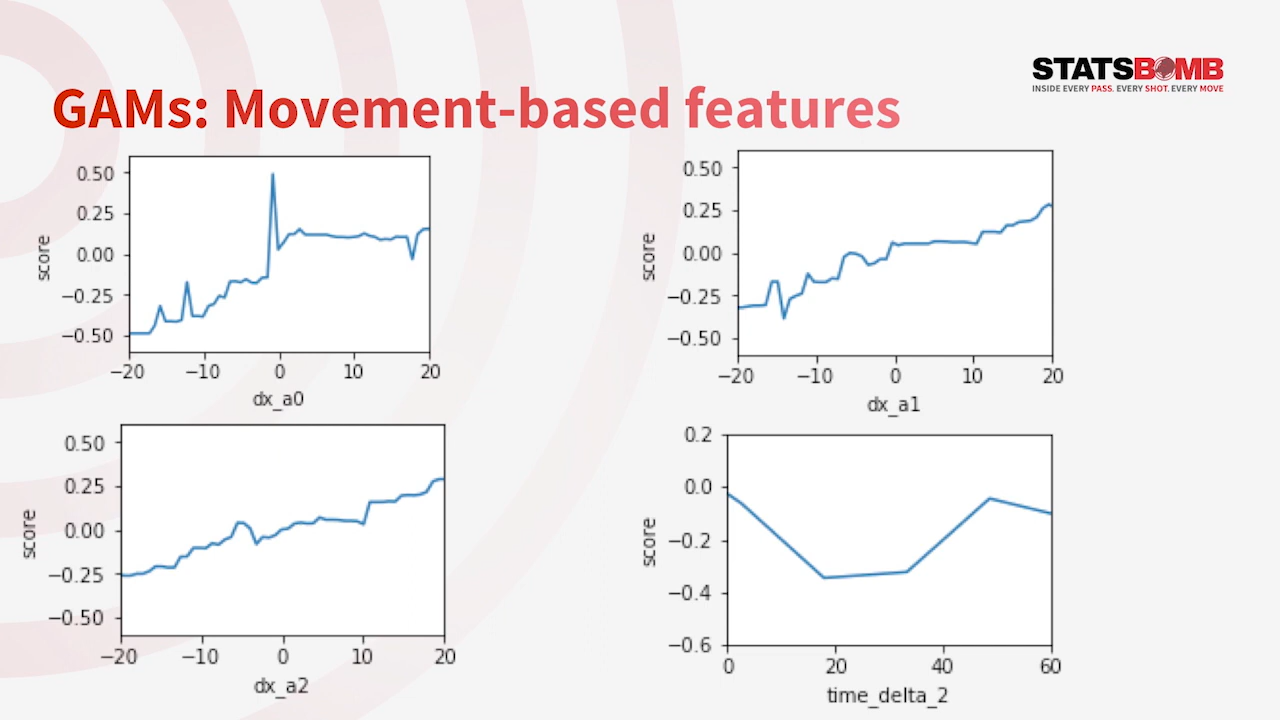 STATSBOMB
INSIDE EVERY PASS. EVERY SHOT. EVERY MOVE
GAMs: Movement-based features
0.50
0.25
0.00
−0.25
−0.50
score
−20 −10 0 10 20
dx_a0
0.50
0.25
0.00
−0.25
−0.50
score
−20 −10 0 10 20
dx_a1
0.50
0.25
0.00
−0.25
−0.50
score
−20 −10 0 10 20
dx_a2
0.2
0.0
−0.2
−0.4
−0.6
score
0 20 40 60
time_delta_2